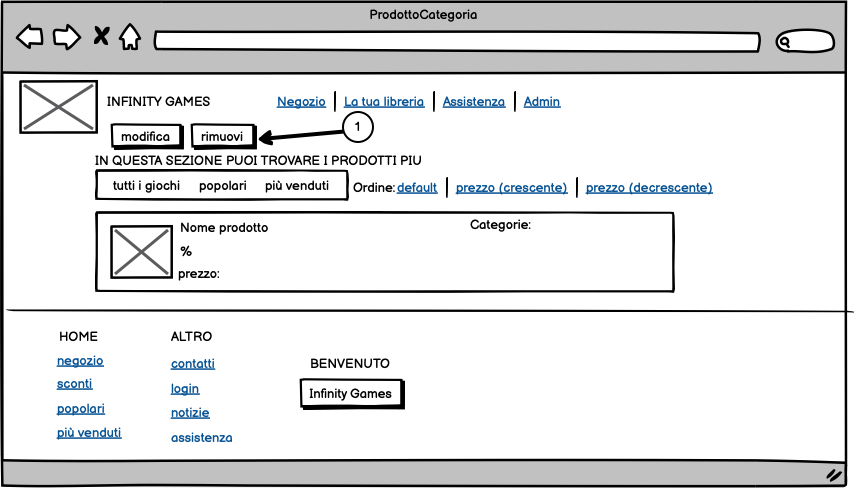 ProdottoCategoria
INFINITY GAMES
Negozio
La tua libreria
Assistenza
Admin
modifica
rimuovi
1
IN QUESTA SEZIONE PUOI TROVARE I PRODOTTI PIU
tutti i giochi popolari più venduti
Ordine: default
prezzo (crescente)
prezzo (decrescente)
Nome prodotto
Categorie:
%
prezzo:
HOME
negozio
sconti
popolari
più venduti
ALTRO
contatti
login
notizie
assistenza
BENVENUTO
Infinity Games